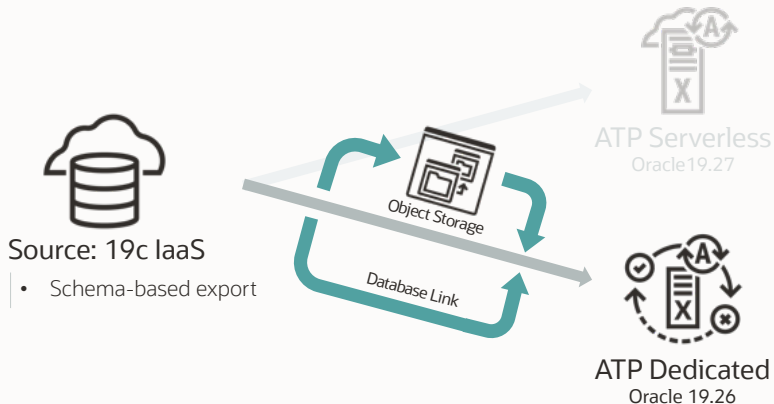 ATP Serverless
Oracle19.27
Object Storage
Source: 19c IaaS
• Schema-based export
Database Link
ATP Dedicated
Oracle 19.26